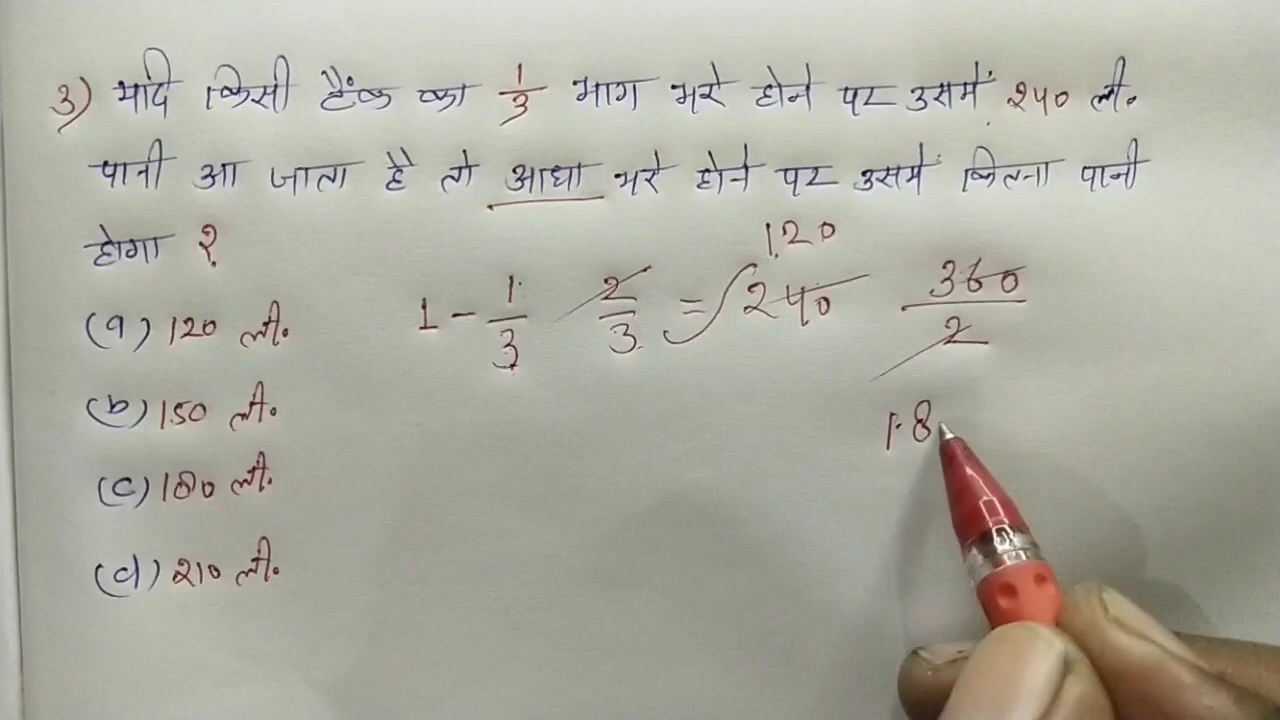 3) यदि किसी टैंक का 1/3 भाग भरे होने पर उसमें 240 ली॰
पानी आ जाता है तो आधा भरे होने पर उसमें कितना पानी
होगा ?
(a) 120 ली॰
(b) 150 ली॰
(c) 180 ली॰
(d) 210 ली॰
120
1 - 1/3 2/3 = 240 360/2
18